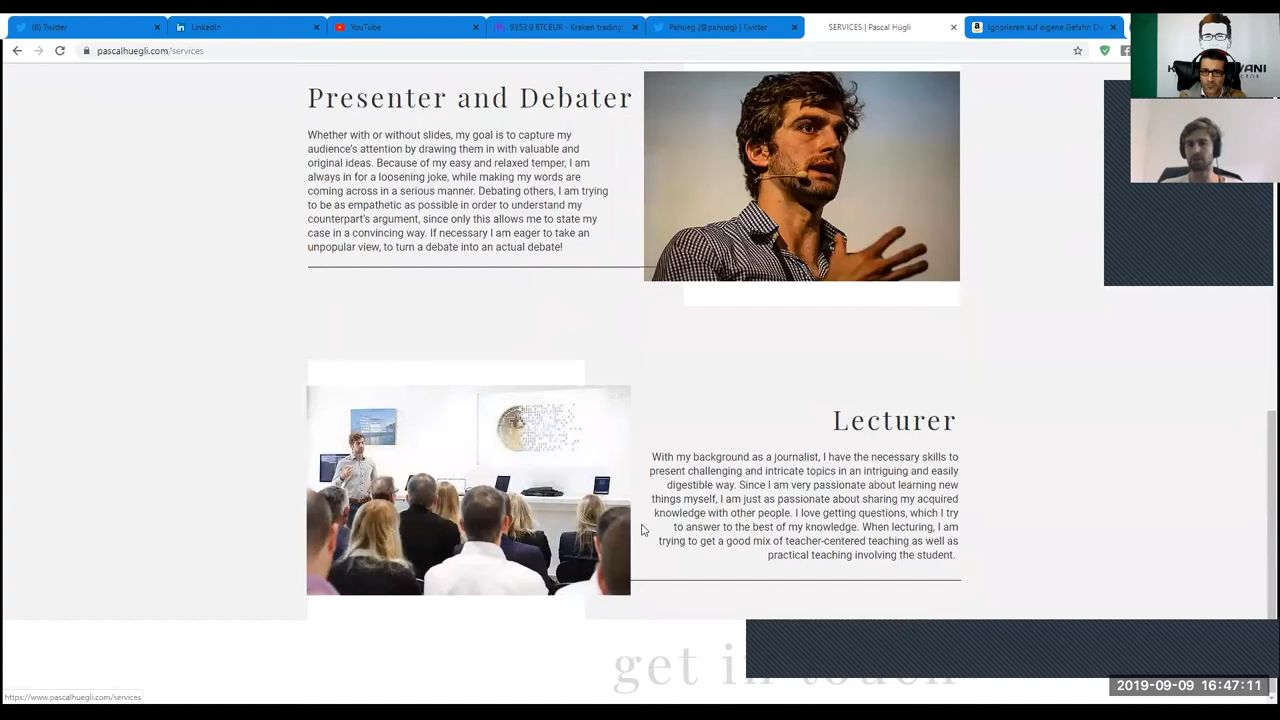 (6) Twitter
LinkedIn
YouTube
9353.9 BTCEUR - Kraken trading
Pahueg (@pahueg) | Twitter
SERVICES | Pascal Hügli
Ignorieren auf eigene Gefahr: D
pascalhuegli.com/services
VANI
Presenter and Debater
Whether with or without slides, my goal is to capture my
audience's attention by drawing them in with valuable and
original ideas. Because of my easy and relaxed temper, I am
always in for a loosening joke, while making my words are
coming across in a serious manner. Debating others, I am trying
to be as empathetic as possible in order to understand my
counterpart's argument, since only this allows me to state my
case in a convincing way. If necessary I am eager to take an
unpopular view, to turn a debate into an actual debate!
Lecturer
With my background as a journalist, I have the necessary skills to
present challenging and intricate topics in an intriguing and easily
digestible way. Since I am very passionate about learning new
things myself, I am just as passionate about sharing my acquired
knowledge with other people. I love getting questions, which I try
to answer to the best of my knowledge. When lecturing, I am
trying to get a good mix of teacher-centered teaching as well as
practical teaching involving the student.
get in touch
https://www.pascalhuegli.com/services
2019-09-09 16:47:11